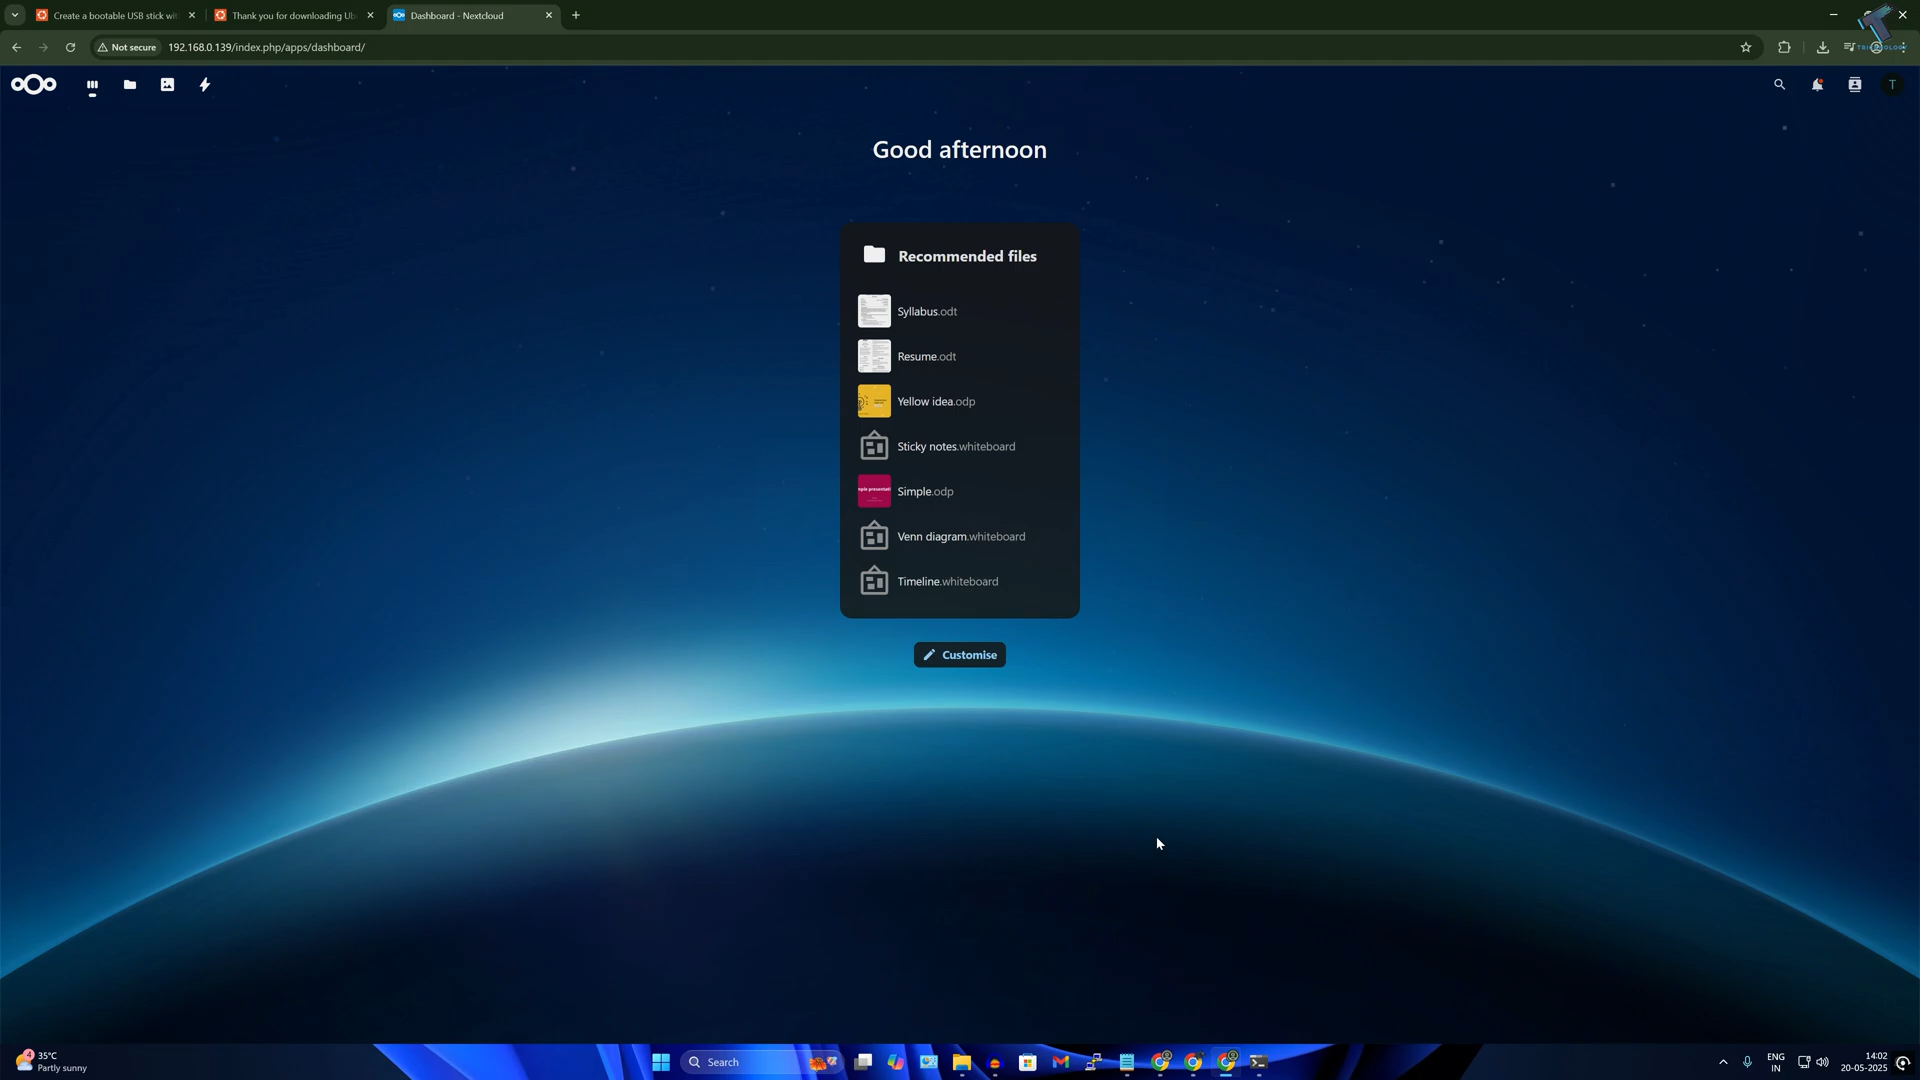 Create a bootable USB stick wit
Thank you for downloading Ub
Dashboard - Nextcloud
Not secure
192.168.0.139/index.php/apps/dashboard/
T
Good afternoon
Recommended files
Syllabus.odt
Resume.odt
Yellow idea.odp
Sticky notes.whiteboard
Simple.odp
Venn diagram.whiteboard
Timeline.whiteboard
Customise
4
35°C
Partly sunny
Search
ENG
IN
14:02
20-05-2025